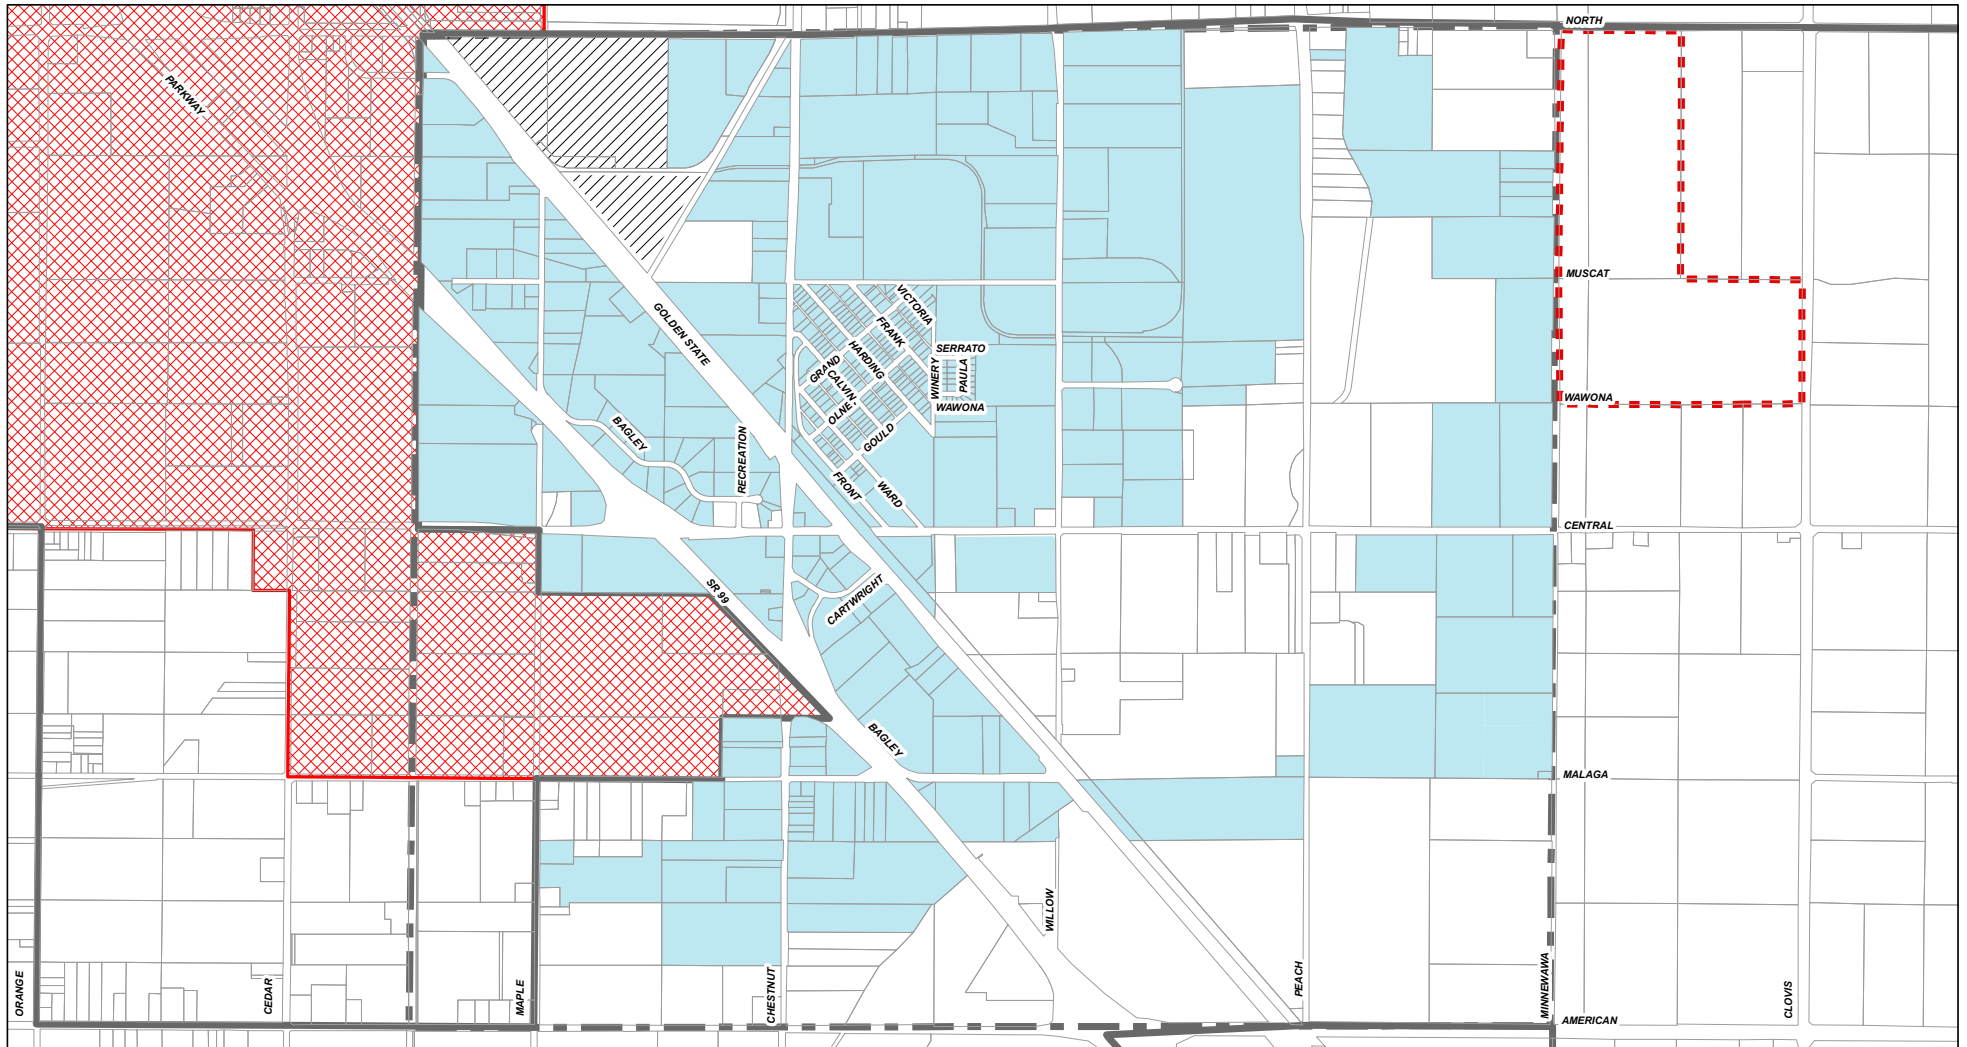 NORTH
PARKWAY
MUSCAT
VICTORIA
GOLDEN STATE
FRANK
HARDING
SERRATO
GRAND
CALVIN
WINERY
PAULA
WAWONA
WAWONA
OLNEY
BAGLEY
GOULD
RECREATION
FRONT
WARD
CENTRAL
SR 99
CARTWRIGHT
BAGLEY
MALAGA
WILLOW
ORANGE
CEDAR
MAPLE
CHESTNUT
PEACH
MINNEWAWA
CLOVIS
AMERICAN